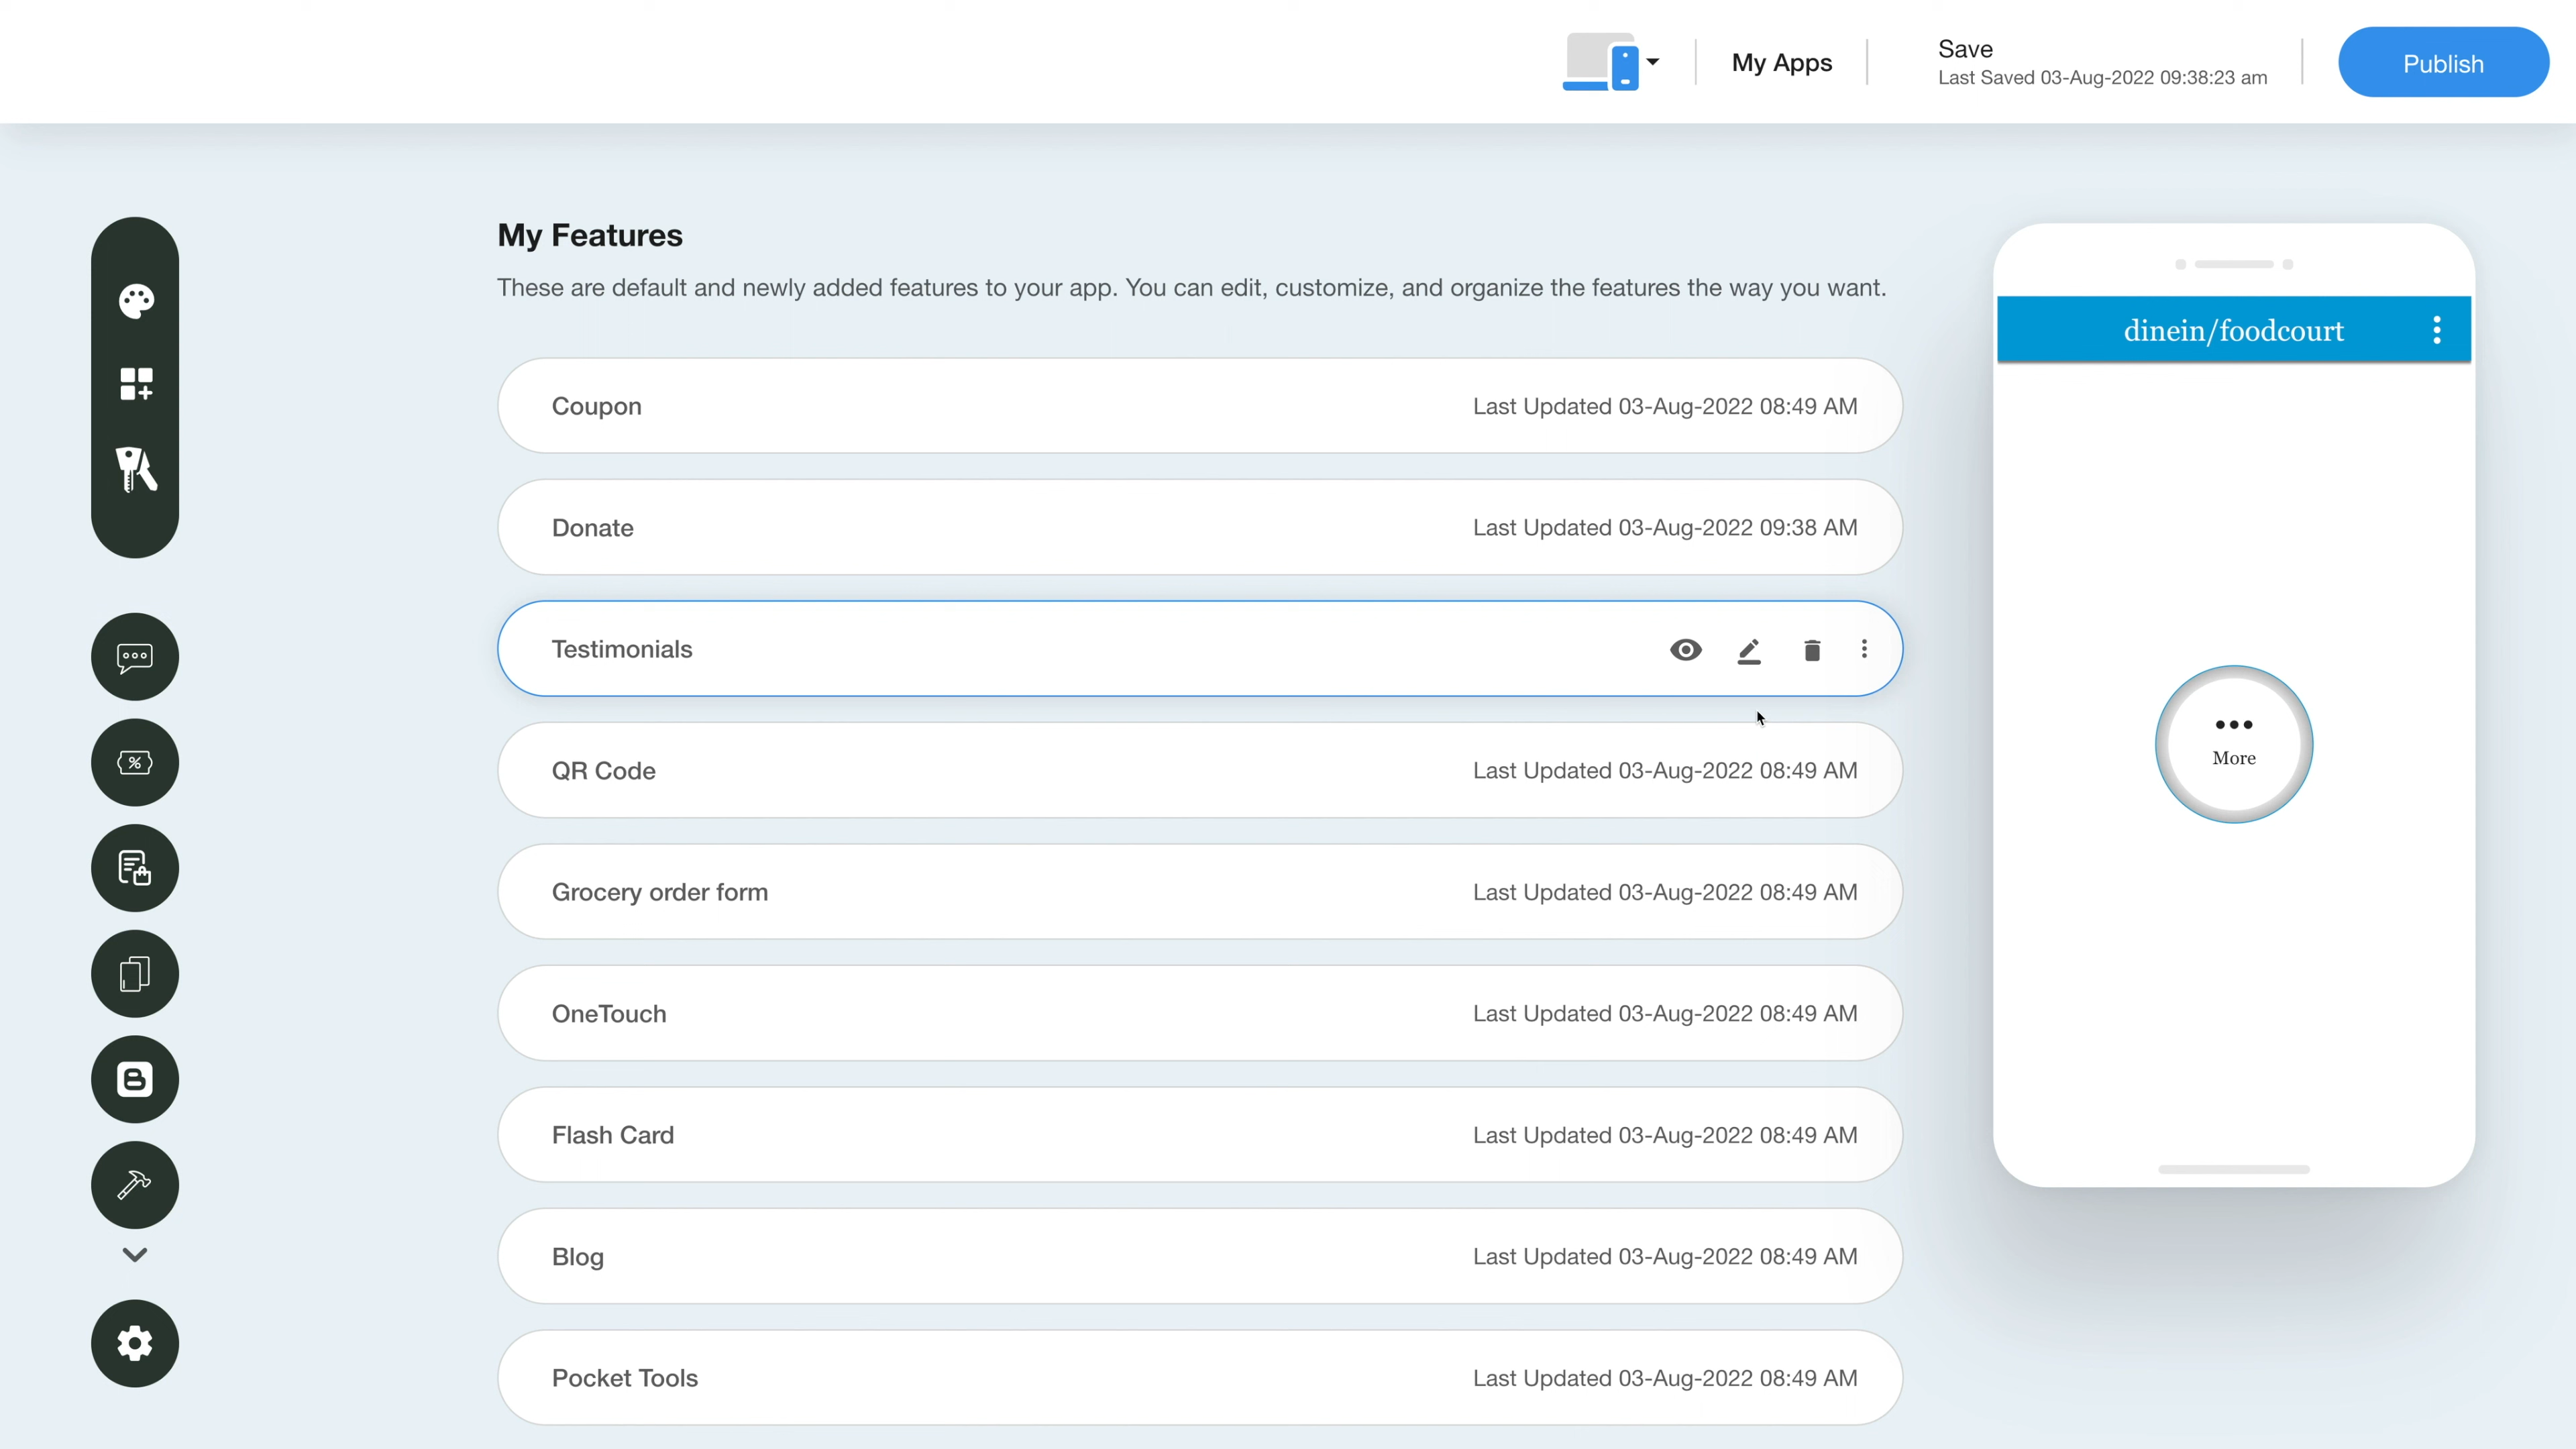 My Apps
Save
Last Saved 03-Aug-2022 09:38:23 am
Publish
My Features
These are default and newly added features to your app. You can edit, customize, and organize the features the way you want.
Coupon
Last Updated 03-Aug-2022 08:49 AM
Donate
Last Updated 03-Aug-2022 09:38 AM
Testimonials
QR Code
Last Updated 03-Aug-2022 08:49 AM
Grocery order form
Last Updated 03-Aug-2022 08:49 AM
OneTouch
Last Updated 03-Aug-2022 08:49 AM
Flash Card
Last Updated 03-Aug-2022 08:49 AM
Blog
Last Updated 03-Aug-2022 08:49 AM
Pocket Tools
Last Updated 03-Aug-2022 08:49 AM
dinein/foodcourt
More